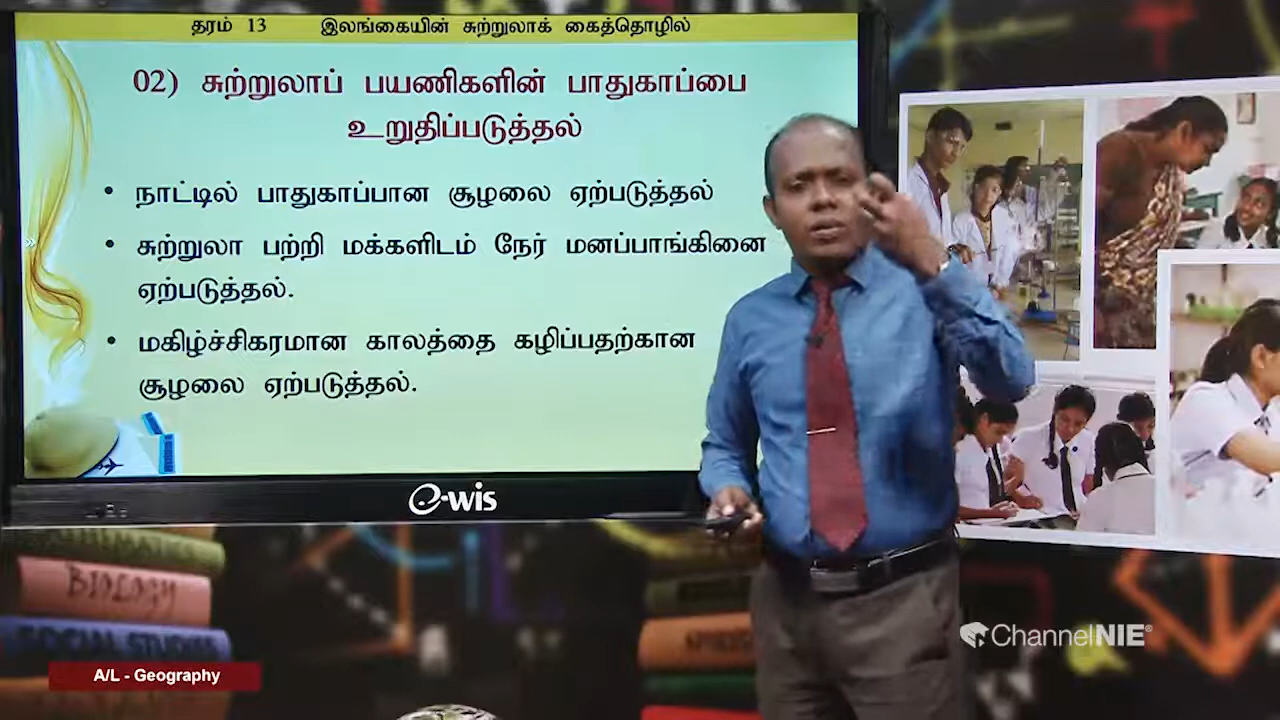 தரம் 13 இலங்கையின் சுற்றுலாக் கைத்தொழில்
02) சுற்றுலாப் பயணிகளின் பாதுகாப்பை
உறுதிப்படுத்தல்
• நாட்டில் பாதுகாப்பான சூழலை ஏற்படுத்தல்
• சுற்றுலா பற்றி மக்களிடம் நேர் மனப்பாங்கினை
ஏற்படுத்தல்.
• மகிழ்ச்சிகரமான காலத்தை கழிப்பதற்கான
சூழலை ஏற்படுத்தல்.
e-wis
MATHEMATICS
BIOLOGY
SOCIAL STUDIES
ChannelNIE®
A/L - Geography